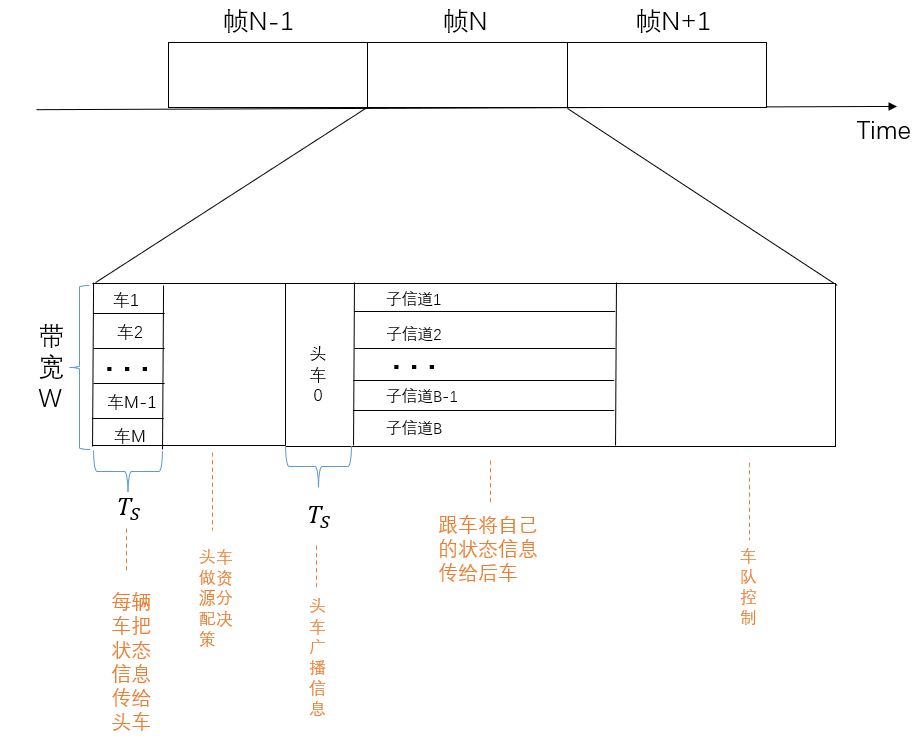 帧N-1
帧N
帧N+1
Time
带
宽
W
车1
车2
···
车M-1
车M
头
车
0
子信道1
子信道2
···
子信道B-1
子信道B
T_S
T_S
每辆
车把
状态
信息
传给
头车
头车
做资
源分
配决
策
头
车
广
播
信
息
跟车将自己
的状态信息
传给后车
车
队
控
制